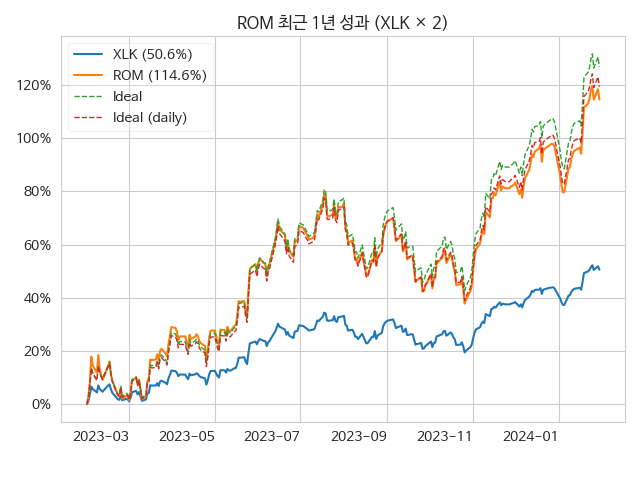 ROM 최근 1년 성과 (XLK × 2)
XLK (50.6%)
ROM (114.6%)
Ideal
Ideal (daily)
120%
100%
80%
60%
40%
20%
0%
2023−03 2023−05 2023−07 2023−09 2023−11 2024−01